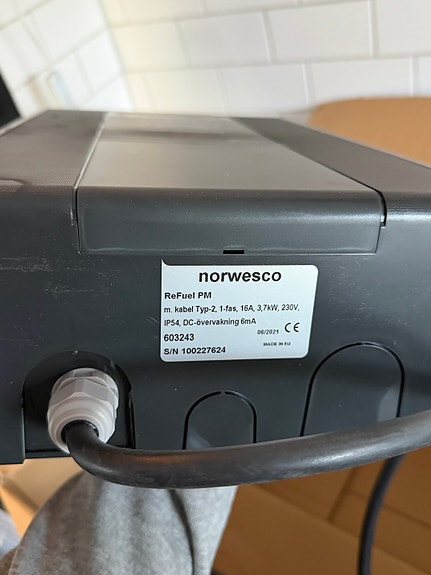 norwesco
ReFuel PM
m. kabel Typ-2, 1-fas, 16A, 3,7kW, 230V,
IP54, DC-övervakning 6mA
603243 06/2021 CE
S/N 100227624 MADE IN EU